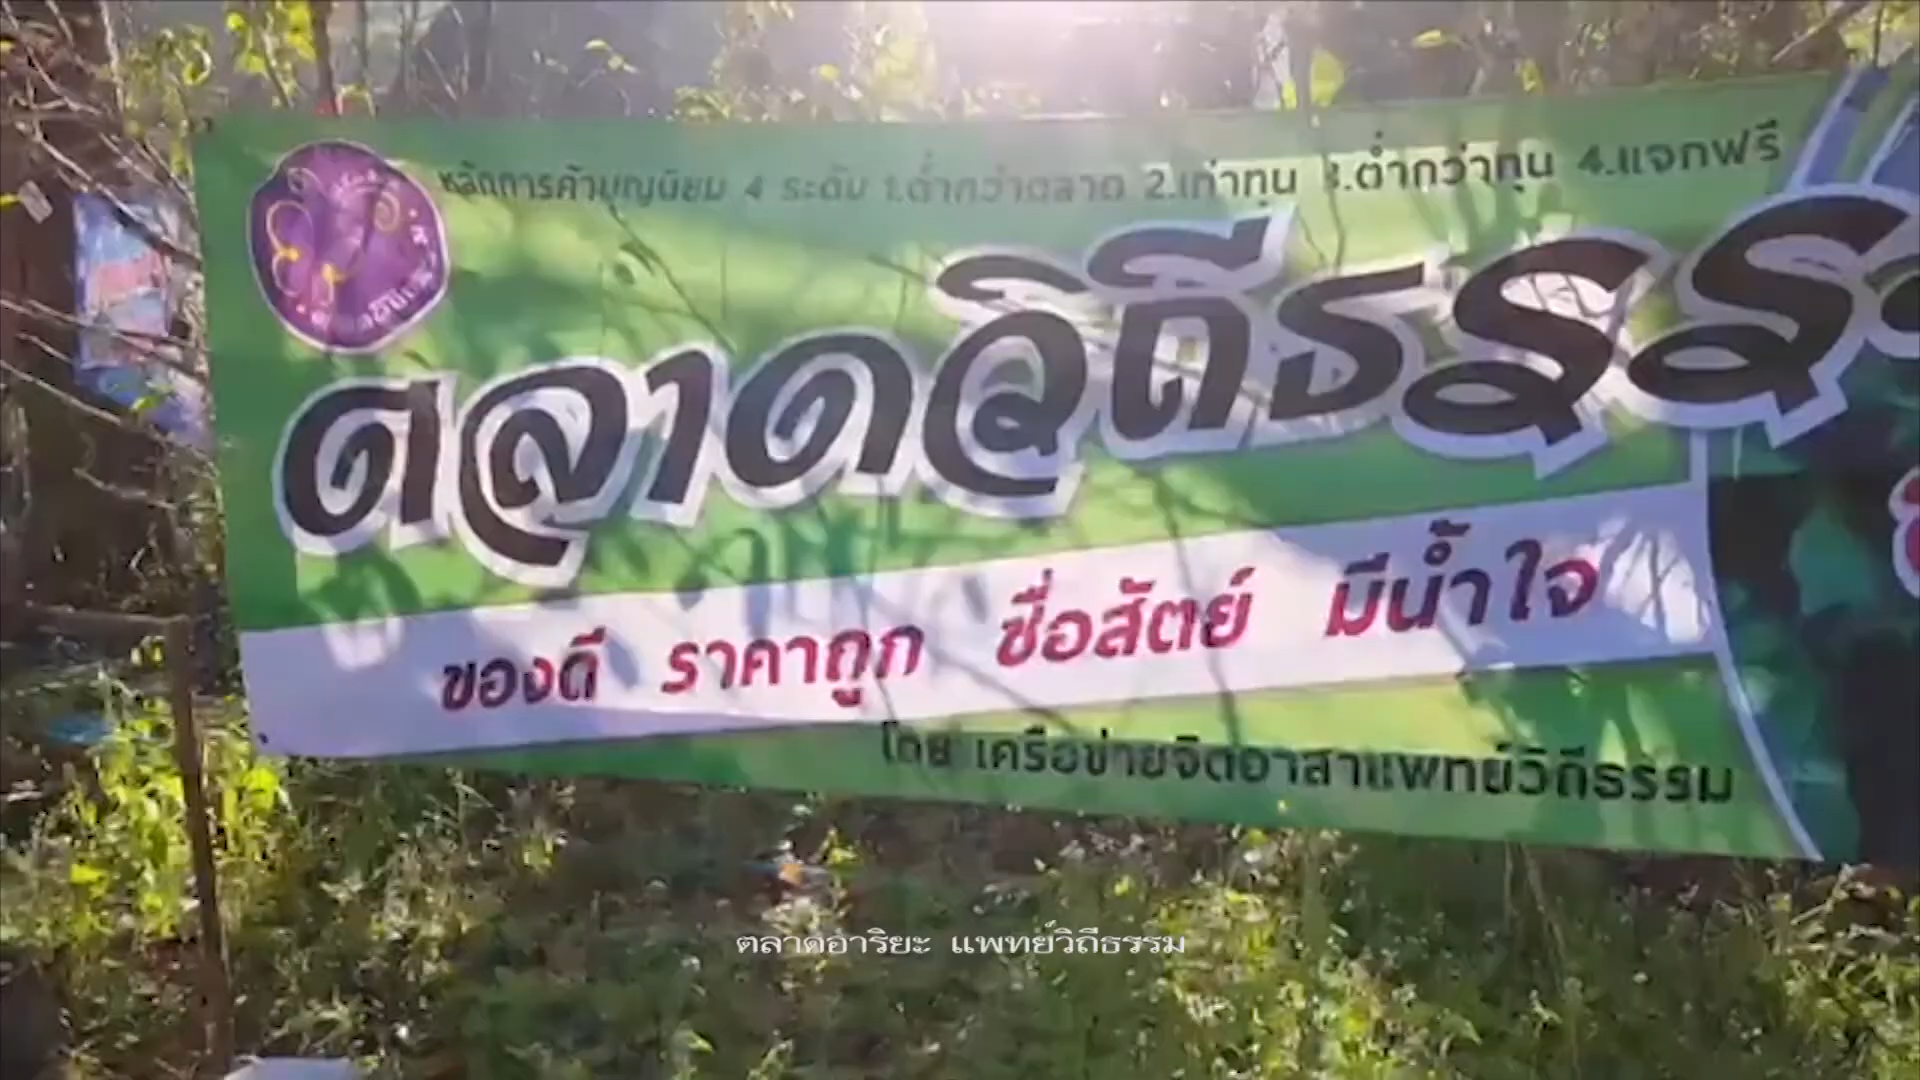 หลักการค้าบุญนิยม 4 ระดับ 1.ต่ำกว่าตลาด 2.เท่าทุน 3.ต่ำกว่าทุน 4.แจกฟรี
ตลาดวิถีธรรม
ของดี ราคาถูก ซื่อสัตย์ มีน้ำใจ
โดย เครือข่ายจิตอาสาแพทย์วิถีธรรม
ตลาดอาริยะ แพทย์วิถีธรรม